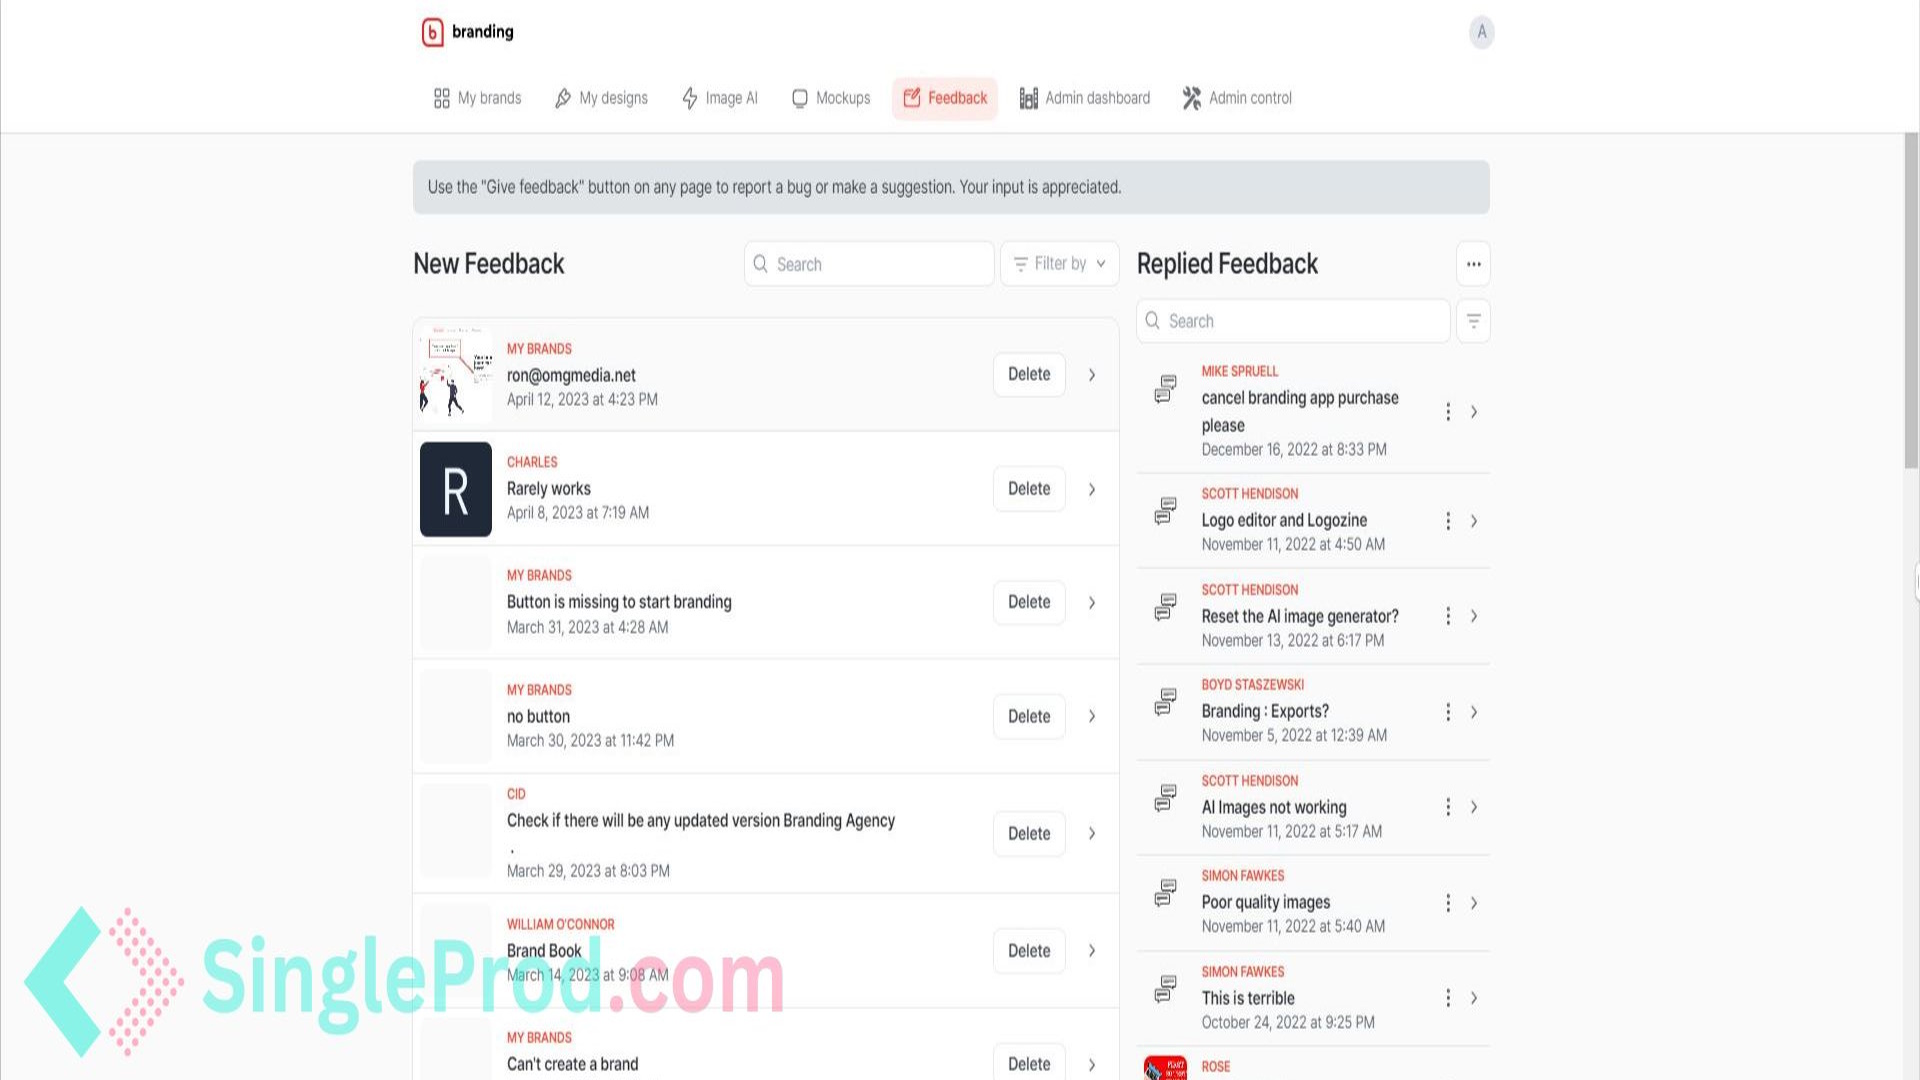 branding
A
My brands
My designs
Image AI
Mockups
Feedback
Admin dashboard
Admin control
Use the "Give feedback" button on any page to report a bug or make a suggestion. Your input is appreciated.
New Feedback
Search
Filter by
MY BRANDS
ron@omgmedia.net
April 12, 2023 at 4:23 PM
Delete
R
CHARLES
Rarely works
April 8, 2023 at 7:19 AM
Delete
MY BRANDS
Button is missing to start branding
March 31, 2023 at 4:28 AM
Delete
MY BRANDS
no button
March 30, 2023 at 11:42 PM
Delete
CID
Check if there will be any updated version Branding Agency
.
March 29, 2023 at 8:03 PM
Delete
WILLIAM O'CONNOR
Brand Book
March 14, 2023 at 9:08 AM
Delete
MY BRANDS
Can't create a brand
Delete
Replied Feedback
Search
MIKE SPRUELL
cancel branding app purchase
please
December 16, 2022 at 8:33 PM
SCOTT HENDISON
Logo editor and Logozine
November 11, 2022 at 4:50 AM
SCOTT HENDISON
Reset the AI image generator?
November 13, 2022 at 6:17 PM
BOYD STASZEWSKI
Branding : Exports?
November 5, 2022 at 12:39 AM
SCOTT HENDISON
AI Images not working
November 11, 2022 at 5:17 AM
SIMON FAWKES
Poor quality images
November 11, 2022 at 5:40 AM
SIMON FAWKES
This is terrible
October 24, 2022 at 9:25 PM
ROSE
SingleProd.com